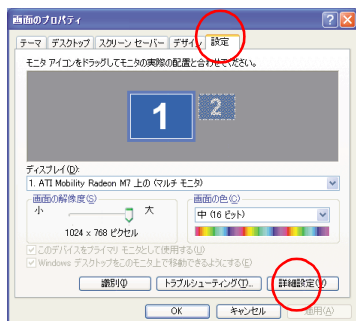 画面のプロパティ
テーマ デスクトップ スクリーン セーバー デザイン 設定
モニタ アイコンをドラッグしてモニタの実際の配置と合わせてください。
1 2
ディスプレイ(D):
1. ATI Mobility Radeon M7 上の (マルチ モニタ)
画面の解像度(S)
小 大
1024 x 768 ピクセル
画面の色(C)
中 (16 ビット)
このデバイスをプライマリ モニタとして使用する(U)
Windows デスクトップをこのモニタ上で移動できるようにする(E)
識別(I) トラブルシューティング(T)... 詳細設定(V)
OK キャンセル 適用(A)